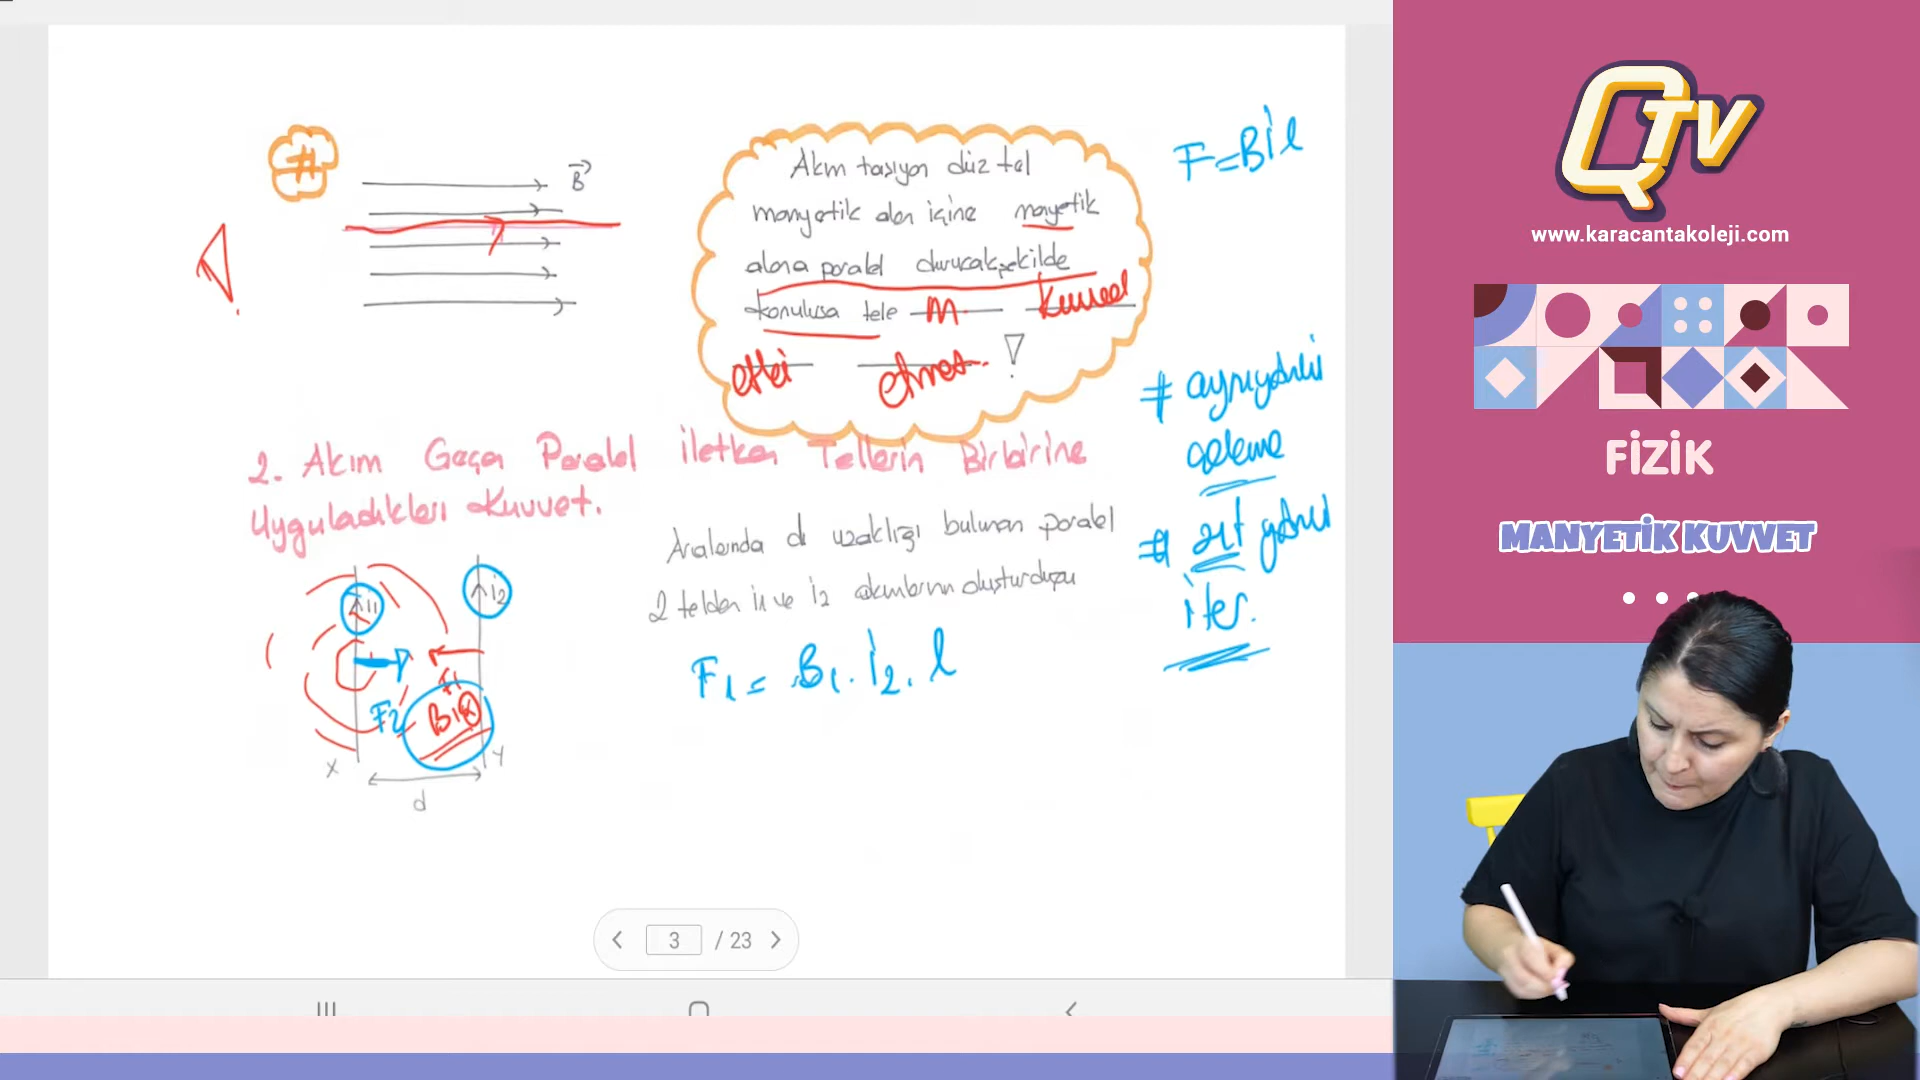 #
B
Akım taşıyan düz tel
manyetik alan içine manyetik
alana paralel duracak şekilde
konulursa tele M. kuvvet
etki etmez. !
F=Bil
# aynı yönlü
çekme
# zıt yönlü
iter.
2. Akım Geçen Paralel iletken Tellerin Birbirine
Uyguladıkları Kuvvet.
Aralarında d uzaklığı bulunan paralel
2 telden i1 ve i2 akımlarının oluşturduğu
F1 = B1 . i2 . l
i1
i2
F1
F2
B1
X
Y
d
3 / 23
QTV
www.karacantakoleji.com
FİZİK
MANYETİK KUVVET